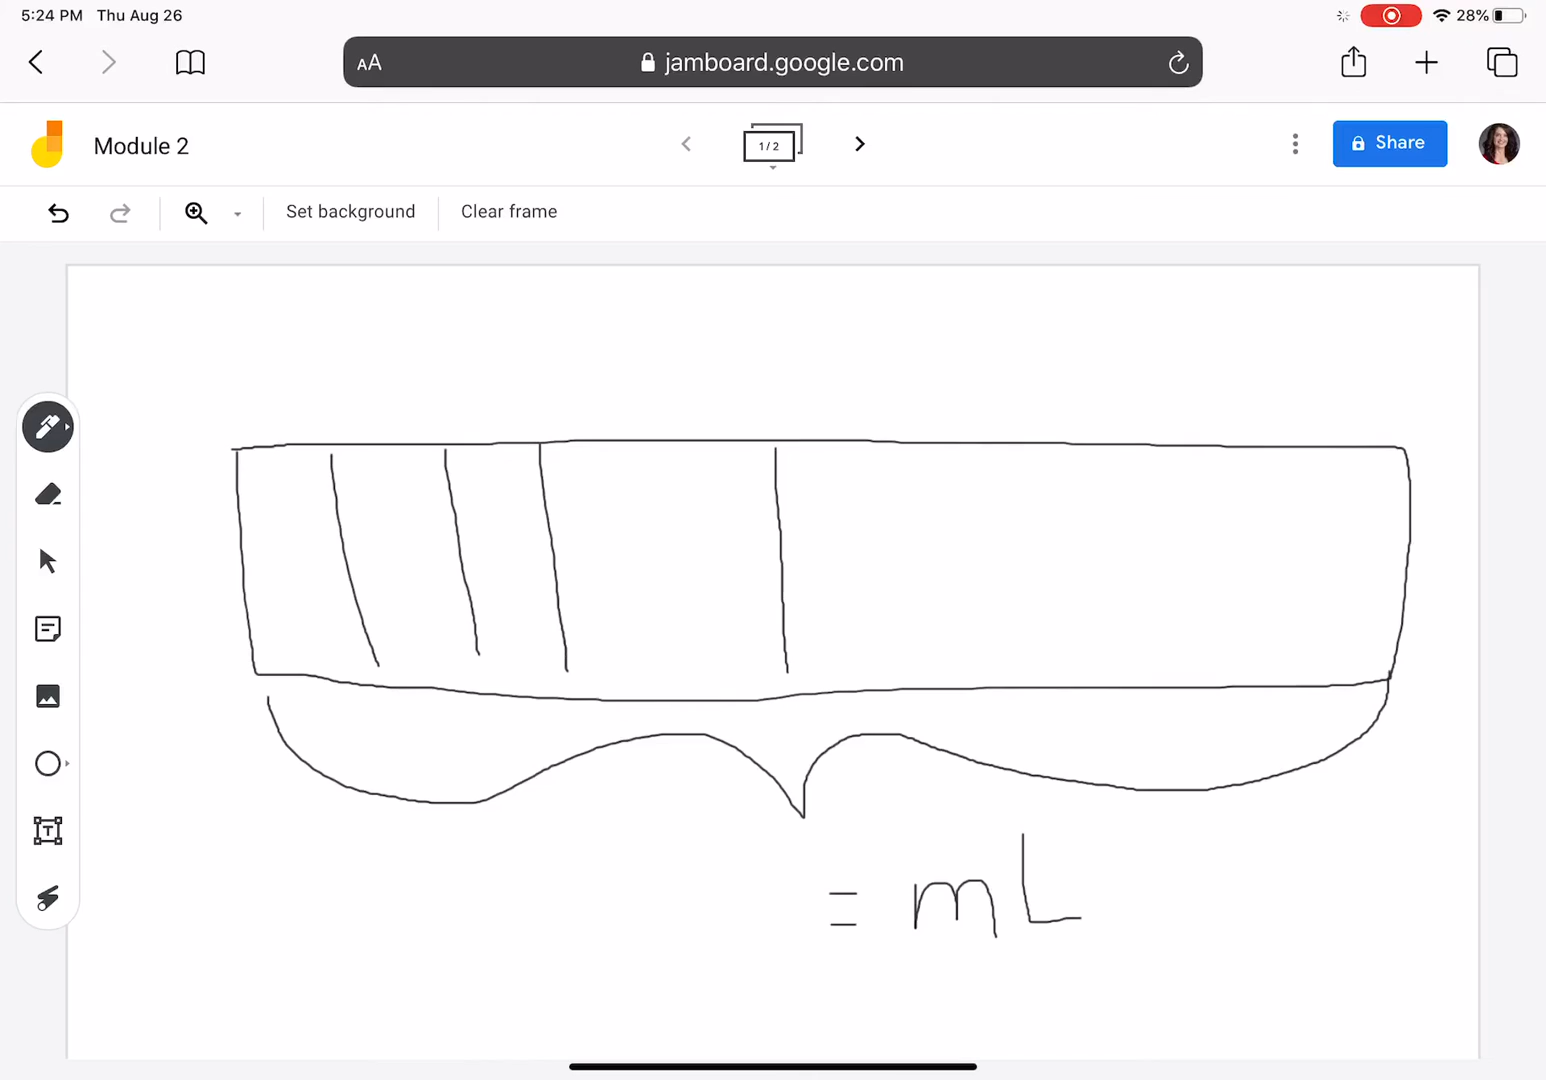 5:24 PM Thu Aug 26 28%
AA jamboard.google.com
Module 2 1 / 2 Share
Set background Clear frame
T
= mL